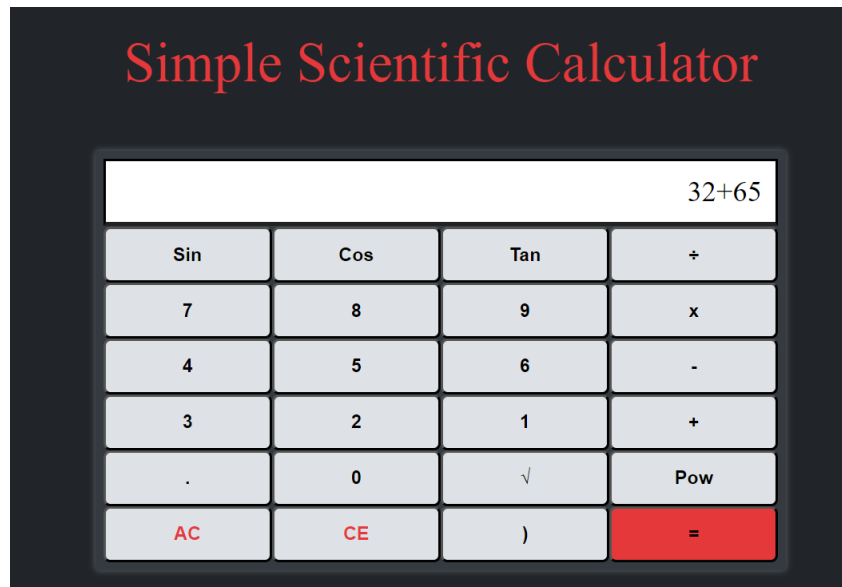 Simple Scientific Calculator
32+65
Sin Cos Tan ÷
7 8 9 x
4 5 6 -
3 2 1 +
. 0 √ Pow
AC CE ) =